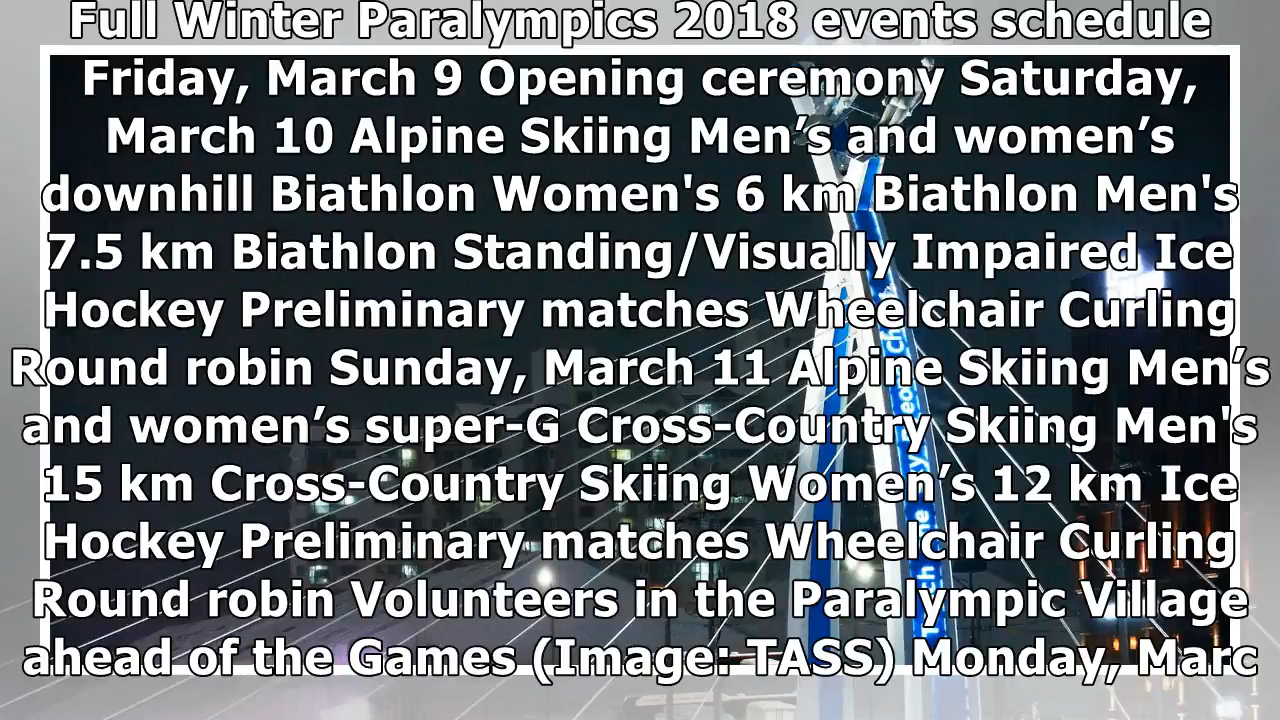 Full Winter Paralympics 2018 events schedule
Friday, March 9 Opening ceremony Saturday,
March 10 Alpine Skiing Men’s and women’s
downhill Biathlon Women's 6 km Biathlon Men's
7.5 km Biathlon Standing/Visually Impaired Ice
Hockey Preliminary matches Wheelchair Curling
Round robin Sunday, March 11 Alpine Skiing Men’s
and women’s super-G Cross-Country Skiing Men's
15 km Cross-Country Skiing Women’s 12 km Ice
Hockey Preliminary matches Wheelchair Curling
Round robin Volunteers in the Paralympic Village
ahead of the Games (Image: TASS) Monday, Marc